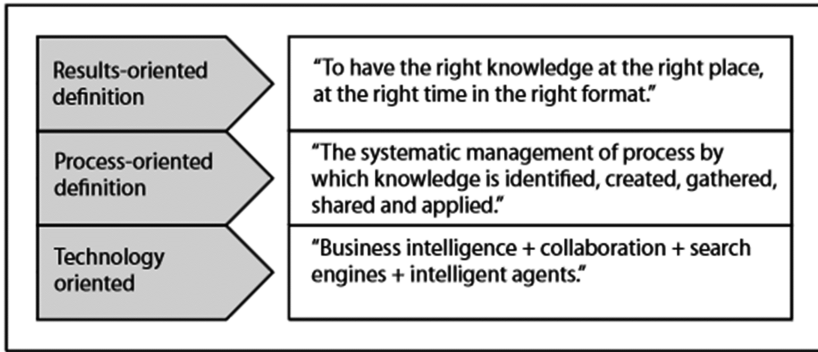 Results-oriented
definition
“To have the right knowledge at the right place,
at the right time in the right format.”
Process-oriented
definition
“The systematic management of process by
which knowledge is identified, created, gathered,
shared and applied.”
Technology
oriented
“Business intelligence + collaboration + search
engines + intelligent agents.”